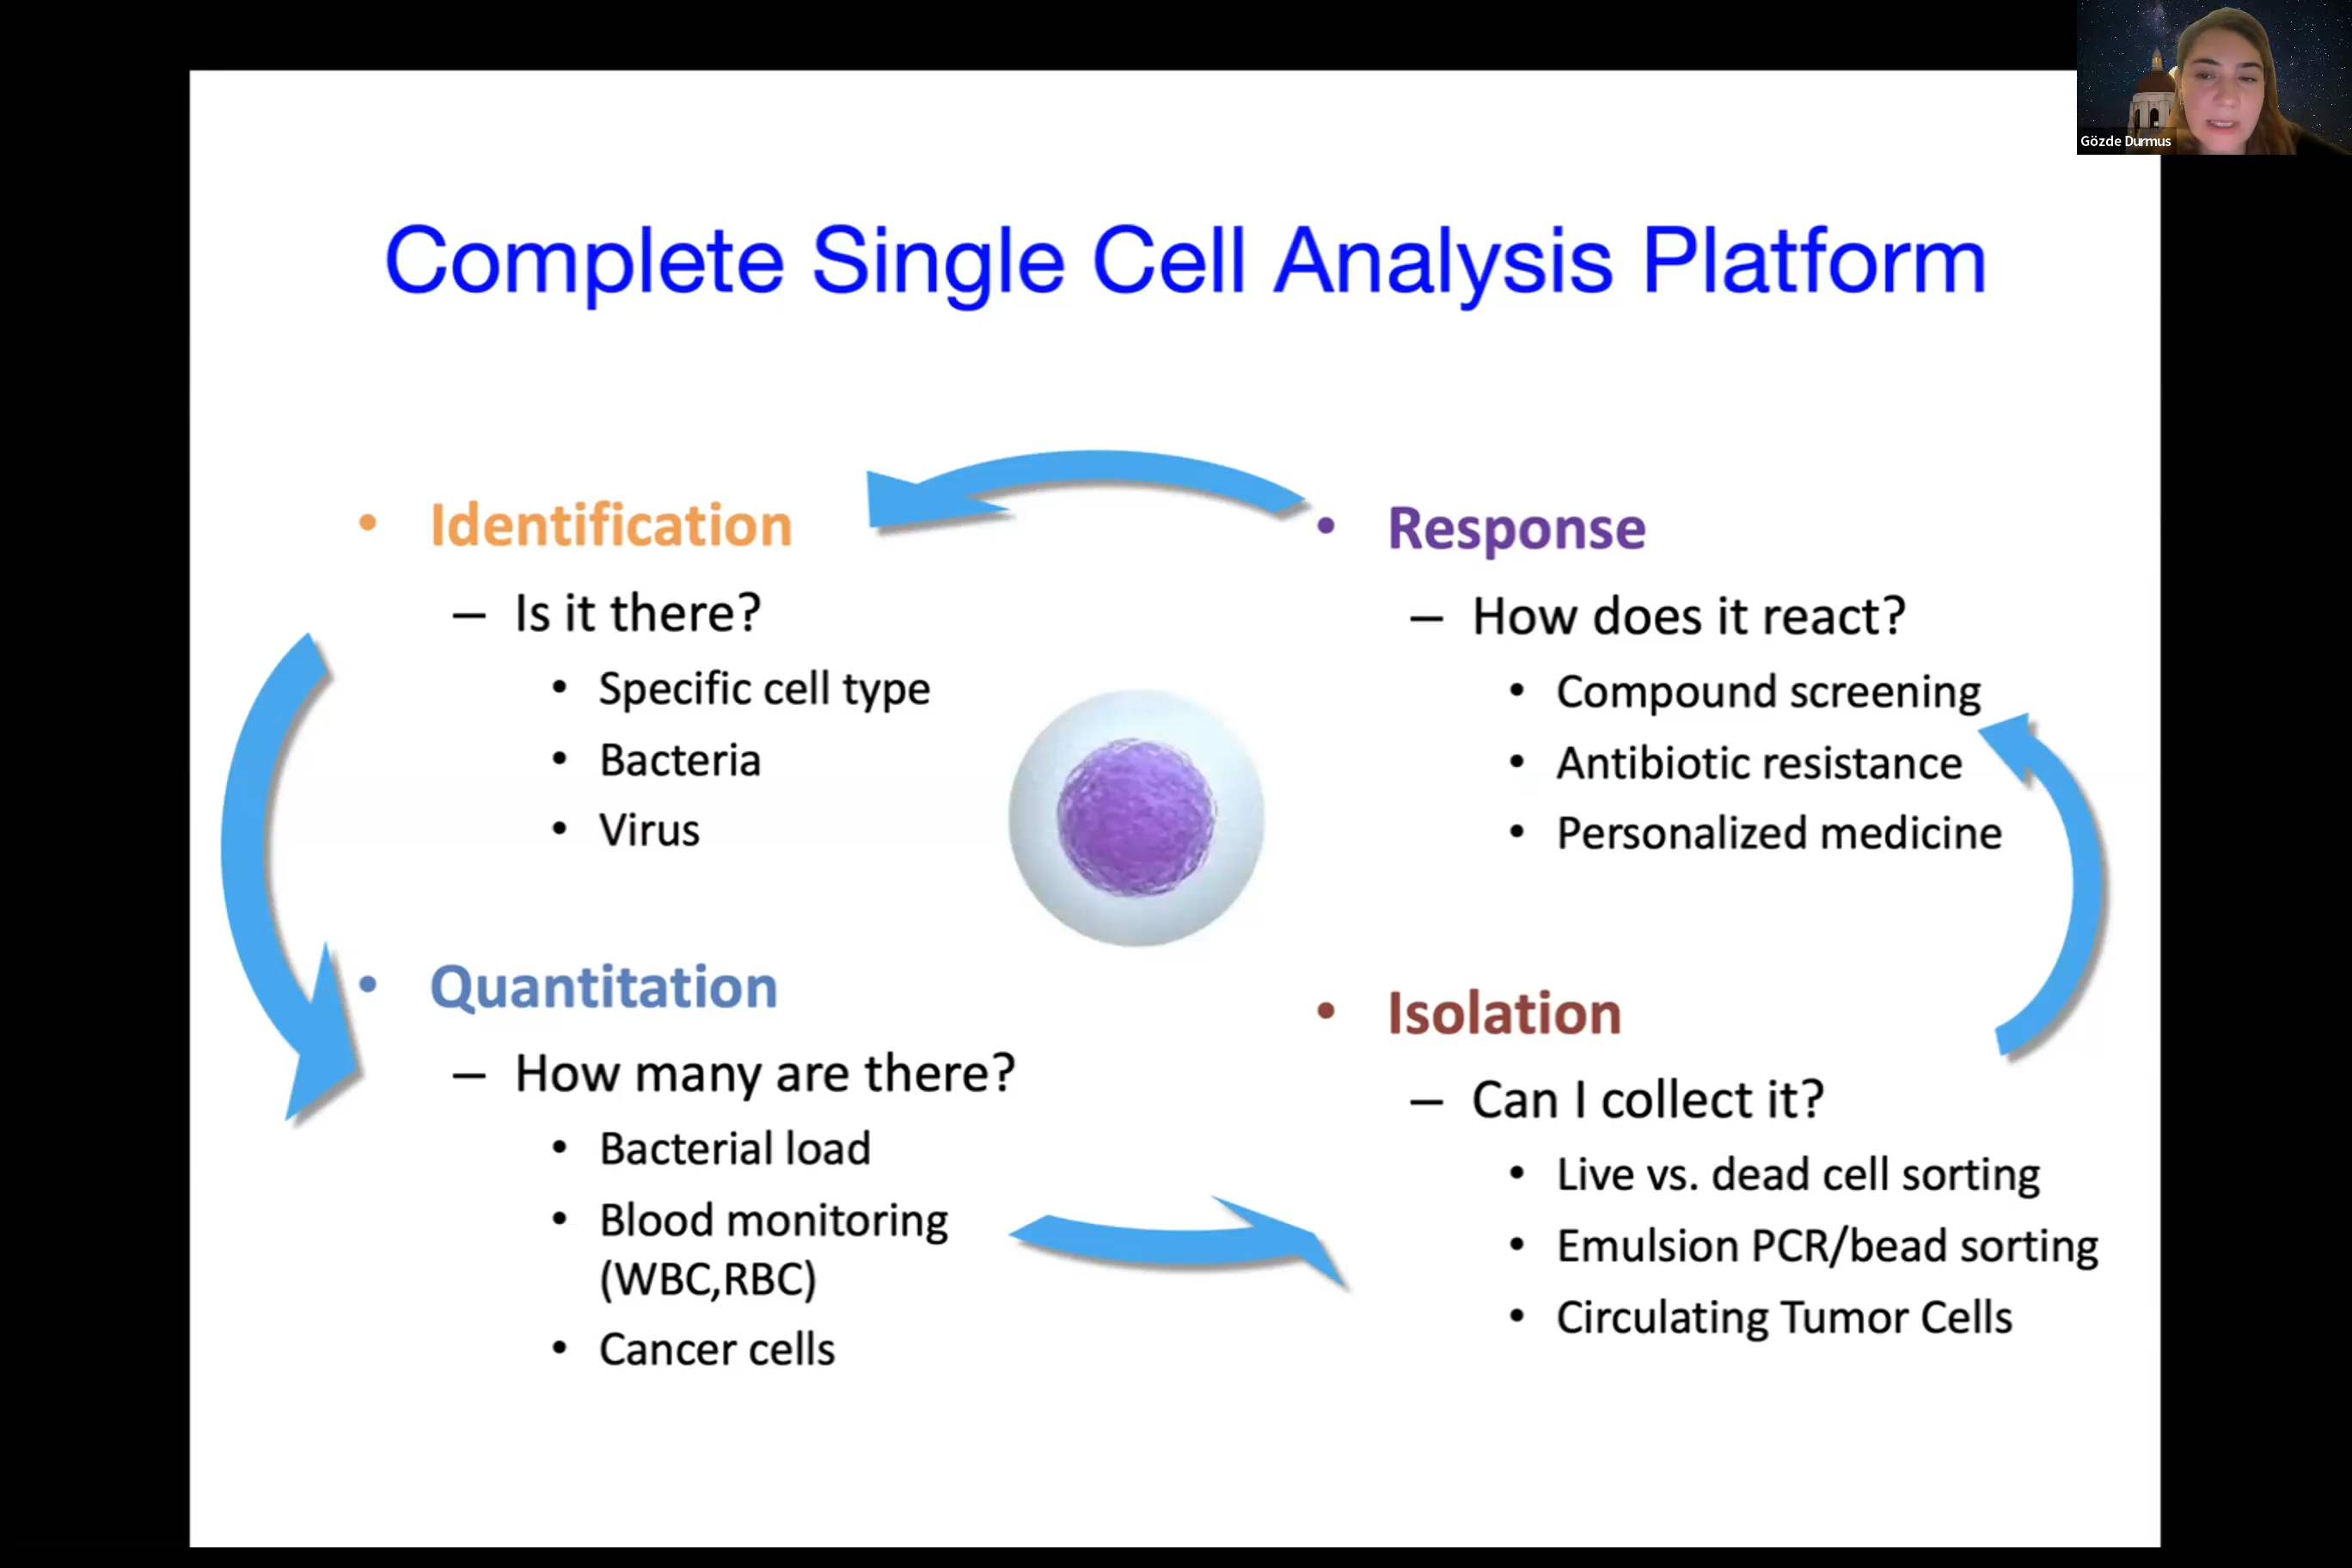 Gözde Durmus
Complete Single Cell Analysis Platform
• Identification
– Is it there?
• Specific cell type
• Bacteria
• Virus
• Quantitation
– How many are there?
• Bacterial load
• Blood monitoring
(WBC,RBC)
• Cancer cells
• Response
– How does it react?
• Compound screening
• Antibiotic resistance
• Personalized medicine
• Isolation
– Can I collect it?
• Live vs. dead cell sorting
• Emulsion PCR/bead sorting
• Circulating Tumor Cells